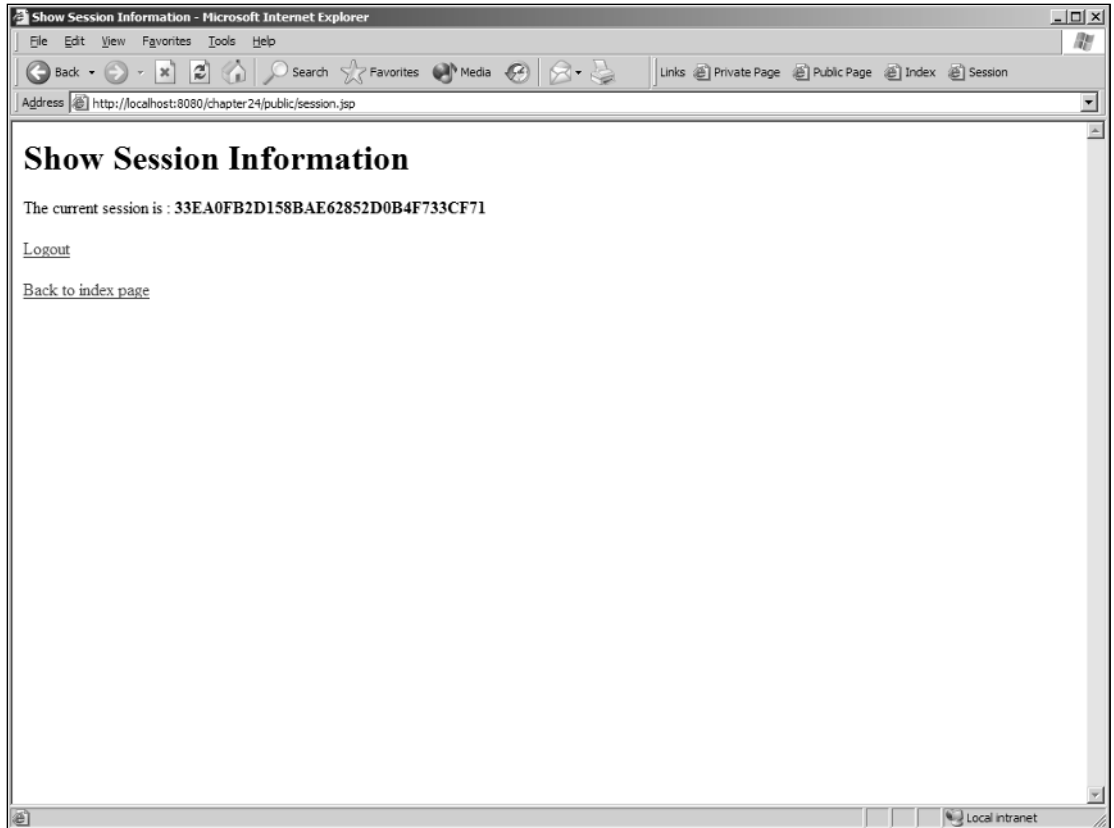 Show Session Information - Microsoft Internet Explorer
File Edit View Favorites Tools Help
Back Search Favorites Media Links Private Page Public Page Index Session
Address http://localhost:8080/chapter24/public/session.jsp
Show Session Information
The current session is : 33EA0FB2D158BAE62852D0B4F733CF71
Logout
Back to index page
Local intranet